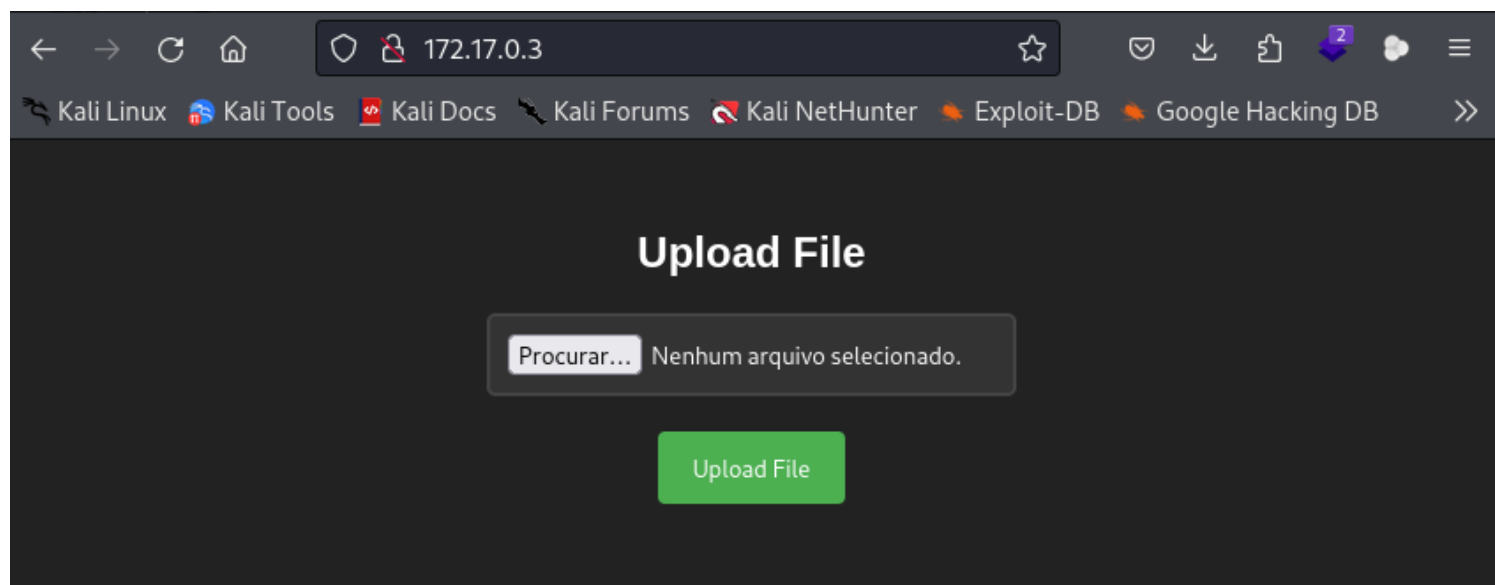 172.17.0.3
2
Kali Linux Kali Tools Kali Docs Kali Forums Kali NetHunter Exploit-DB Google Hacking DB
Upload File
Procurar... Nenhum arquivo selecionado.
Upload File